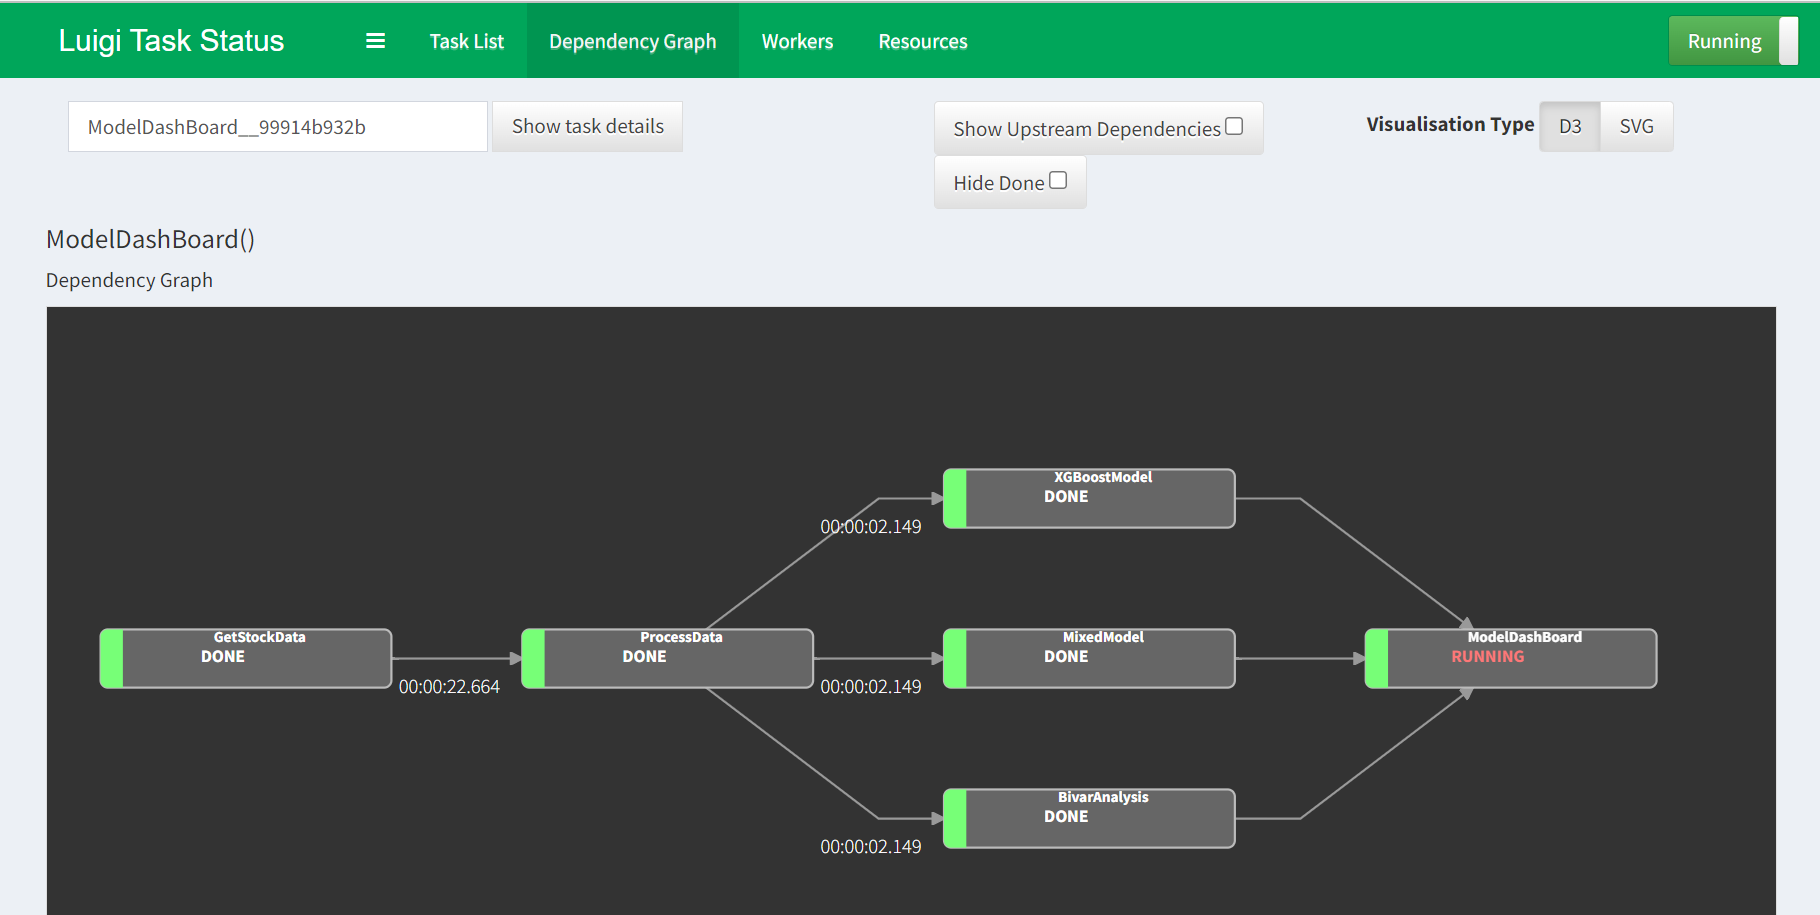 Luigi Task Status
Task List
Dependency Graph
Workers
Resources
Running
ModelDashBoard__99914b932b
Show task details
Show Upstream Dependencies
Hide Done
Visualisation Type
D3
SVG
ModelDashBoard()
Dependency Graph
XGBoostModel
DONE
00:00:02.149
GetStockData
DONE
00:00:22.664
ProcessData
DONE
00:00:02.149
MixedModel
DONE
ModelDashBoard
RUNNING
BivarAnalysis
DONE
00:00:02.149